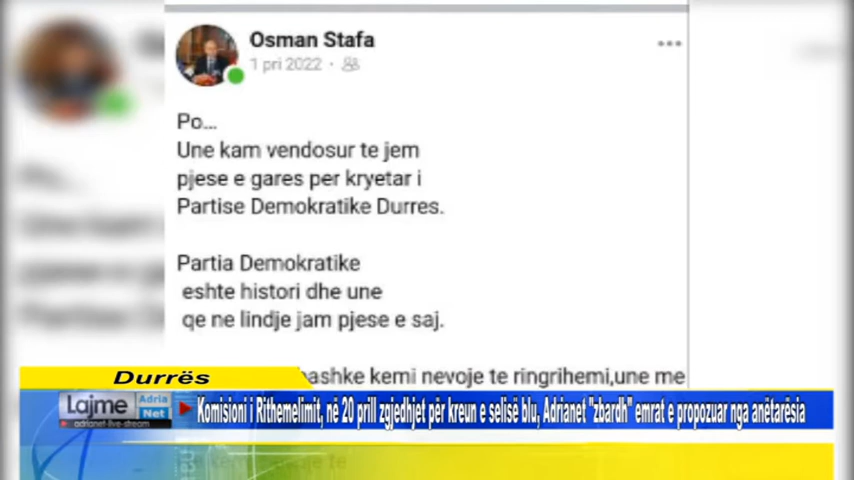 Osman Stafa
1 pri 2022
Po...
Une kam vendosur te jem
pjese e gares per kryetar i
Partise Demokratike Durres.
Partia Demokratike
eshte histori dhe une
qe ne lindje jam pjese e saj.
bashke kemi nevoje te ringrihemi,une me
Durrës
Lajme Adria Net
adrianet-live-stream
Komisioni i Rithemelimit, në 20 prill zgjedhjet për kreun e selisë blu, Adrianet "zbardh" emrat e propozuar nga anëtarësia